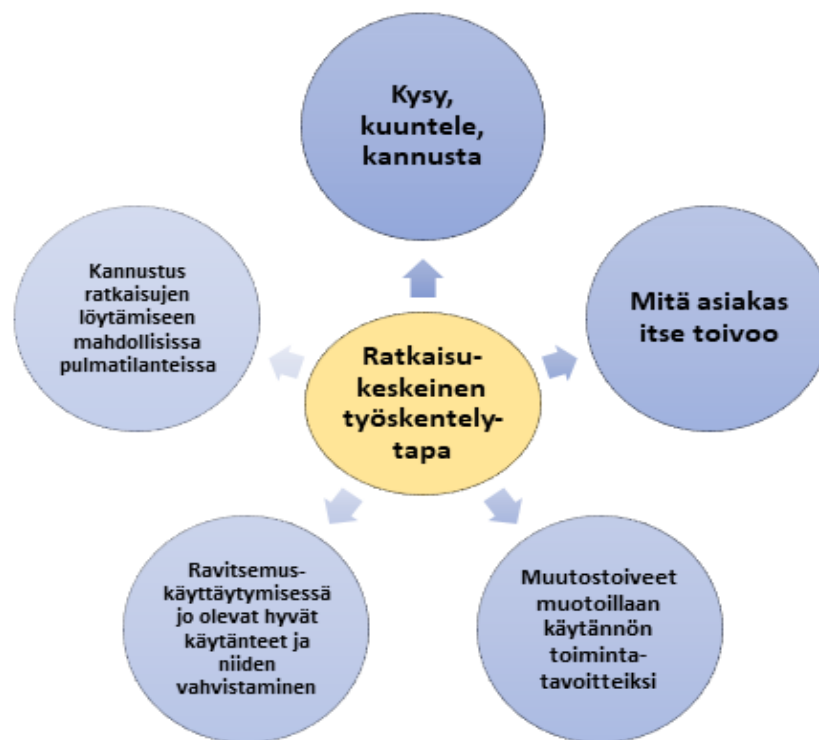 Kysy,
kuuntele,
kannusta
Mitä asiakas
itse toivoo
Muutostoiveet
muotoillaan
käytännön
toiminta-
tavoitteiksi
Ravitsemus-
käyttäytymisessä
jo olevat hyvät
käytänteet ja
niiden
vahvistaminen
Kannustus
ratkaisujen
löytämiseen
mahdollisissa
pulmatilanteissa
Ratkaisu-
keskeinen
työskentely-
tapa